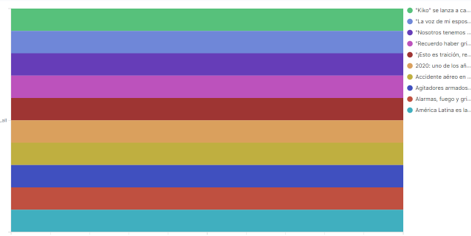 _all
"Kiko" se lanza a ca...
"La voz de mi espos...
"Nosotros tenemos ...
"Recuerdo haber gri...
"¡Esto es traición, re...
2020: uno de los añ...
Accidente aéreo en ...
Agitadores armados...
Alarmas, fuego y gri...
América Latina es la...